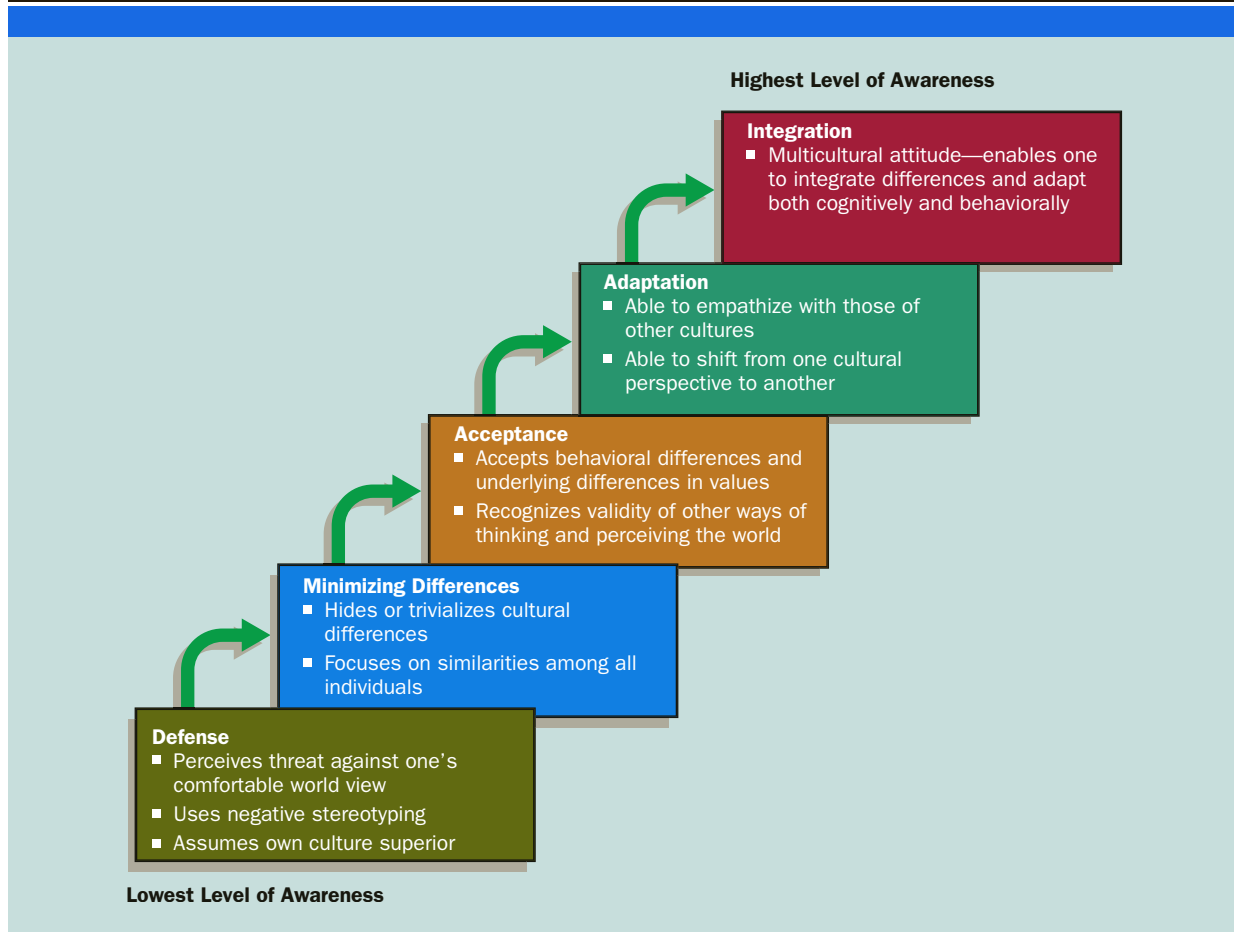 Highest Level of Awareness
Integration
▪ Multicultural attitude—enables one
to integrate differences and adapt
both cognitively and behaviorally
Adaptation
▪ Able to empathize with those of
other cultures
▪ Able to shift from one cultural
perspective to another
Acceptance
▪ Accepts behavioral differences and
underlying differences in values
▪ Recognizes validity of other ways of
thinking and perceiving the world
Minimizing Differences
▪ Hides or trivializes cultural
differences
▪ Focuses on similarities among all
individuals
Defense
▪ Perceives threat against one’s
comfortable world view
▪ Uses negative stereotyping
▪ Assumes own culture superior
Lowest Level of Awareness